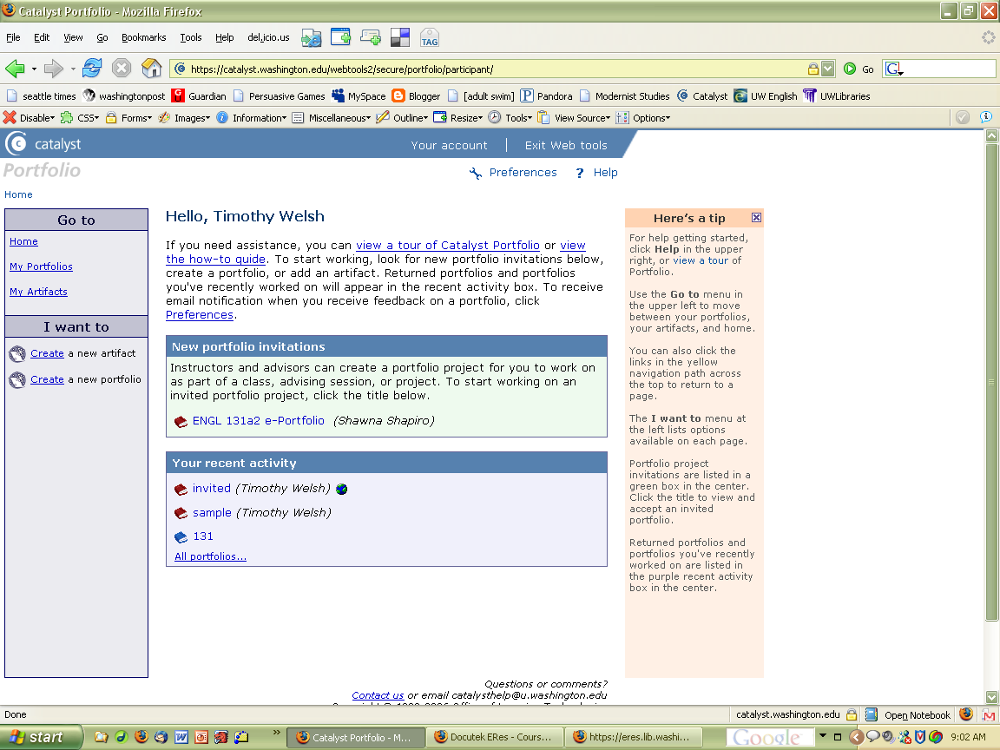 Catalyst Portfolio - Mozilla Firefox
File Edit View Go Bookmarks Tools Help del.icio.us TAG
https://catalyst.washington.edu/webtools2/secure/portfolio/participant/ Go G
seattle times washingtonpost Guardian Persuasive Games MySpace Blogger [adult swim] Pandora Modernist Studies Catalyst UW English UWLibraries
Disable CSS Forms Images Information Miscellaneous Outline Resize Tools View Source Options
catalyst Your account | Exit Web tools
Portfolio
Preferences ? Help
Home
Go to
Home
My Portfolios
My Artifacts
I want to
Create a new artifact
Create a new portfolio
Hello, Timothy Welsh
If you need assistance, you can view a tour of Catalyst Portfolio or view
the how-to guide. To start working, look for new portfolio invitations below,
create a portfolio, or add an artifact. Returned portfolios and portfolios
you've recently worked on will appear in the recent activity box. To receive
email notification when you receive feedback on a portfolio, click
Preferences.
New portfolio invitations
Instructors and advisors can create a portfolio project for you to work on
as part of a class, advising session, or project. To start working on an
invited portfolio project, click the title below.
ENGL 131a2 e-Portfolio (Shawna Shapiro)
Your recent activity
invited (Timothy Welsh)
sample (Timothy Welsh)
131
All portfolios...
Here's a tip
For help getting started,
click Help in the upper
right, or view a tour of
Portfolio.
Use the Go to menu in
the upper left to move
between your portfolios,
your artifacts, and home.
You can also click the
links in the yellow
navigation path across
the top to return to a
page.
The I want to menu at
the left lists options
available on each page.
Portfolio project
invitations are listed in a
green box in the center.
Click the title to view and
accept an invited
portfolio.
Returned portfolios and
portfolios you've recently
worked on are listed in
the purple recent activity
box in the center.
Questions or comments?
Contact us or email catalysthelp@u.washington.edu
Done catalyst.washington.edu Open Notebook
start Catalyst Portfolio - M... Docutek ERes - Cours... https://eres.lib.washi... Google 9:02 AM